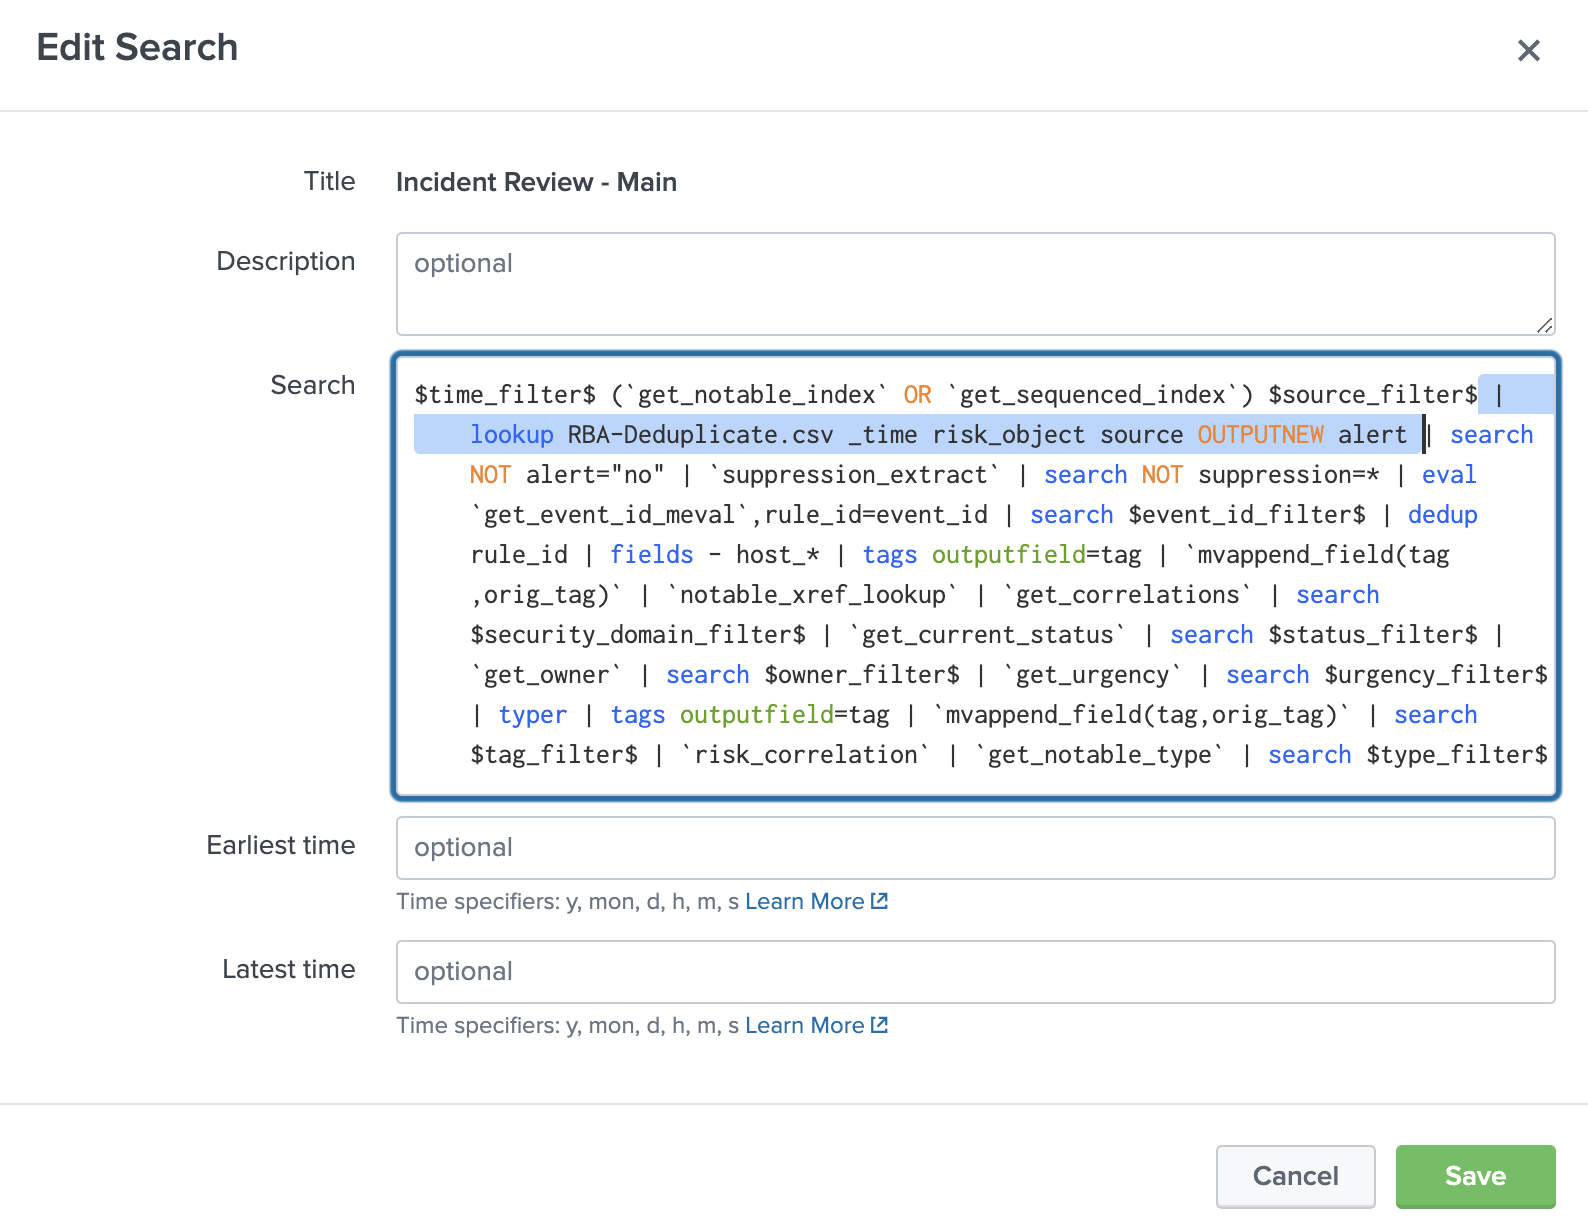 Edit Search
Title
Incident Review - Main
Description
optional
Search
$time_filter$ (`get_notable_index` OR `get_sequenced_index`) $source_filter$ |
lookup RBA-Deduplicate.csv _time risk_object source OUTPUTNEW alert | search
NOT alert="no" | `suppression_extract` | search NOT suppression=* | eval
`get_event_id_meval`,rule_id=event_id | search $event_id_filter$ | dedup
rule_id | fields - host_* | tags outputfield=tag | `mvappend_field(tag
,orig_tag)` | `notable_xref_lookup` | `get_correlations` | search
$security_domain_filter$ | `get_current_status` | search $status_filter$ |
`get_owner` | search $owner_filter$ | `get_urgency` | search $urgency_filter$
| typer | tags outputfield=tag | `mvappend_field(tag,orig_tag)` | search
$tag_filter$ | `risk_correlation` | `get_notable_type` | search $type_filter$
Earliest time
optional
Time specifiers: y, mon, d, h, m, s Learn More
Latest time
optional
Time specifiers: y, mon, d, h, m, s Learn More
Cancel
Save